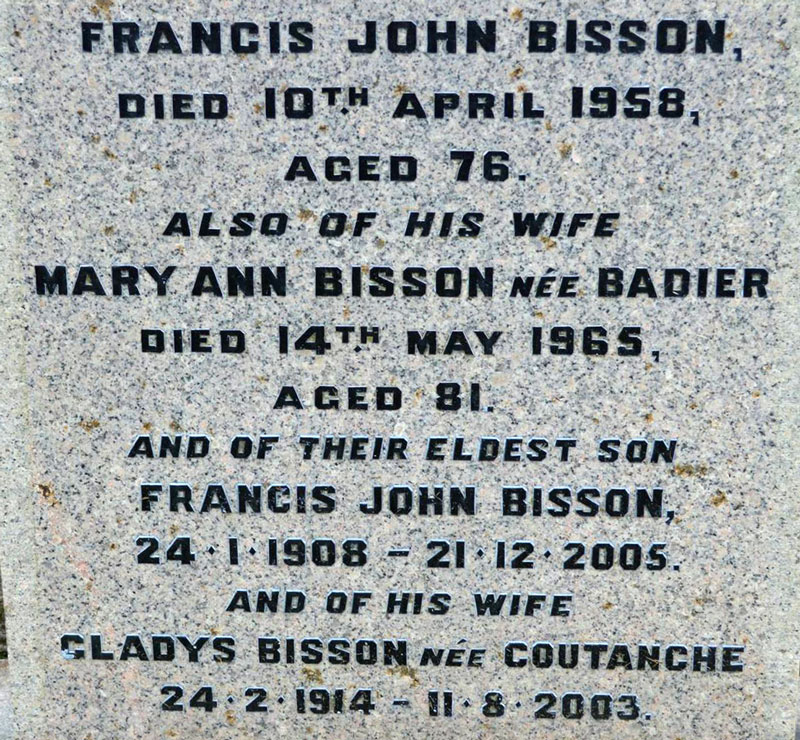 FRANCIS JOHN BISSON,
DIED 10TH APRIL 1958,
AGED 76.
ALSO OF HIS WIFE
MARY ANN BISSON NÉE BADIER
DIED 14TH MAY 1965,
AGED 81.
AND OF THEIR ELDEST SON
FRANCIS JOHN BISSON,
24·1·1908 – 21·12·2005.
AND OF HIS WIFE
GLADYS BISSON NÉE COUTANCHE
24·2·1914 – 11·8·2003.